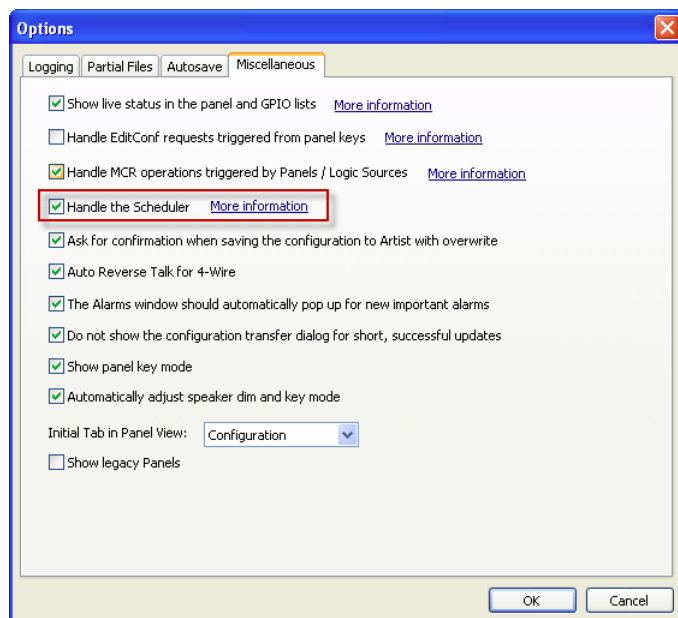 Options
Logging Partial Files Autosave Miscellaneous
Show live status in the panel and GPIO lists More information
Handle EditConf requests triggered from panel keys More information
Handle MCR operations triggered by Panels / Logic Sources More information
Handle the Scheduler More information
Ask for confirmation when saving the configuration to Artist with overwrite
Auto Reverse Talk for 4-Wire
The Alarms window should automatically pop up for new important alarms
Do not show the configuration transfer dialog for short, successful updates
Show panel key mode
Automatically adjust speaker dim and key mode
Initial Tab in Panel View: Configuration
Show legacy Panels
OK Cancel